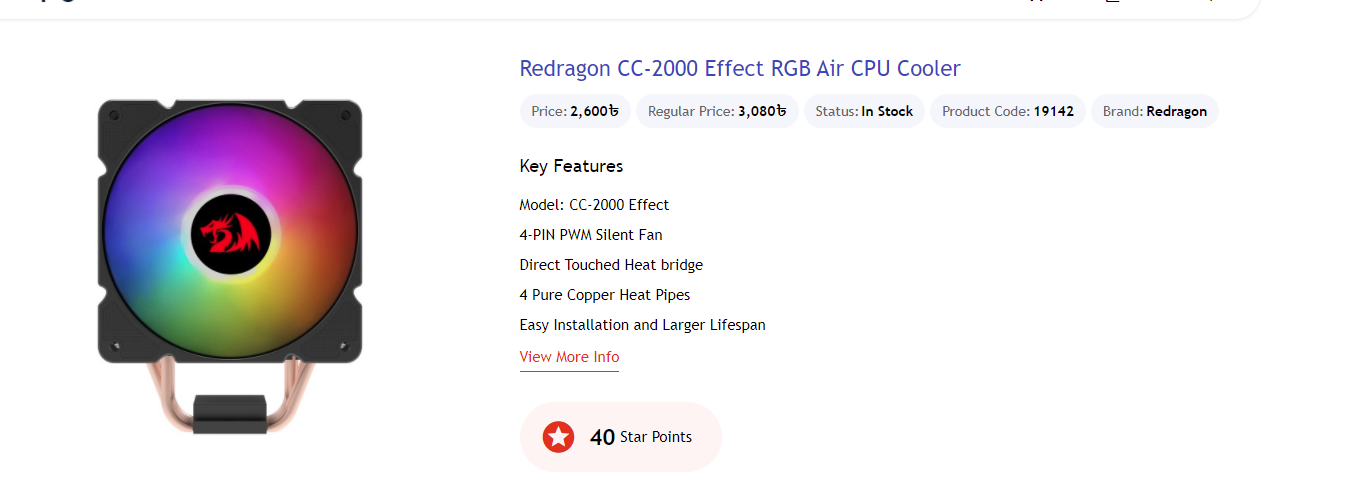 Redragon CC-2000 Effect RGB Air CPU Cooler
Price: 2,600৳ Regular Price: 3,080৳ Status: In Stock Product Code: 19142 Brand: Redragon
Key Features
Model: CC-2000 Effect
4-PIN PWM Silent Fan
Direct Touched Heat bridge
4 Pure Copper Heat Pipes
Easy Installation and Larger Lifespan
View More Info
40 Star Points